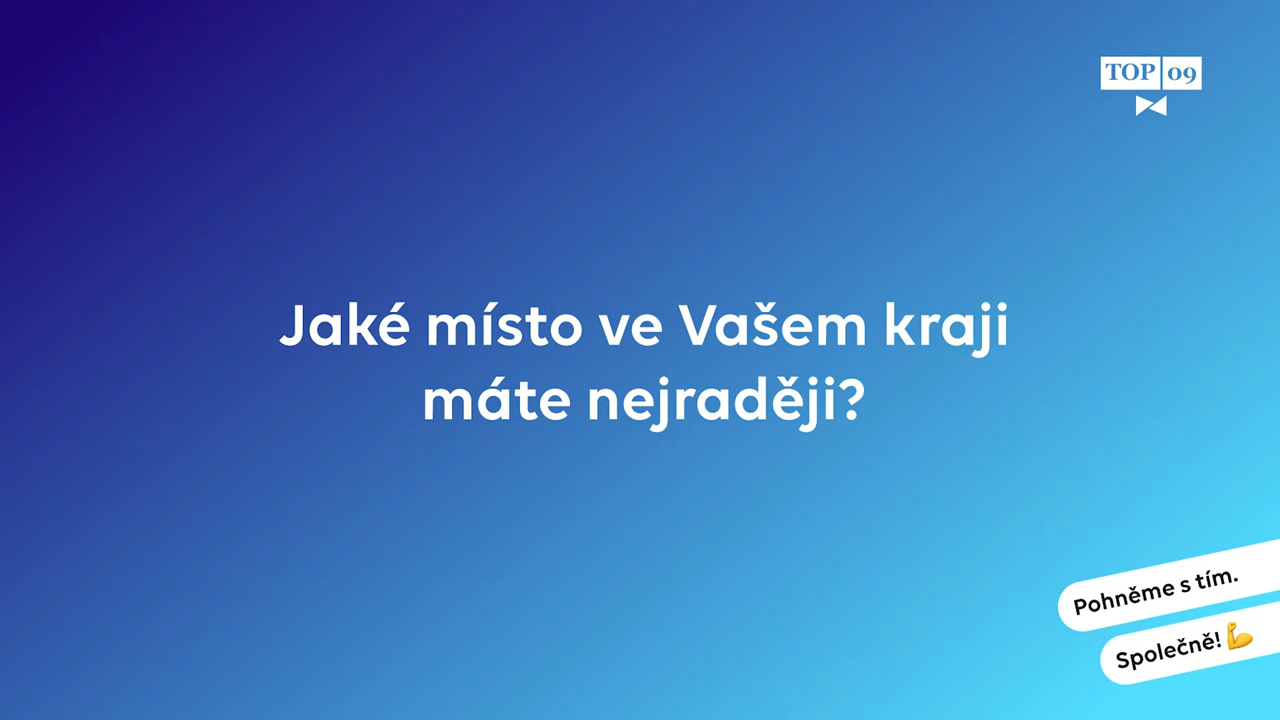 TOP 09
Jaké místo ve Vašem kraji
máte nejraději?
Pohněme s tím.
Společně! 💪